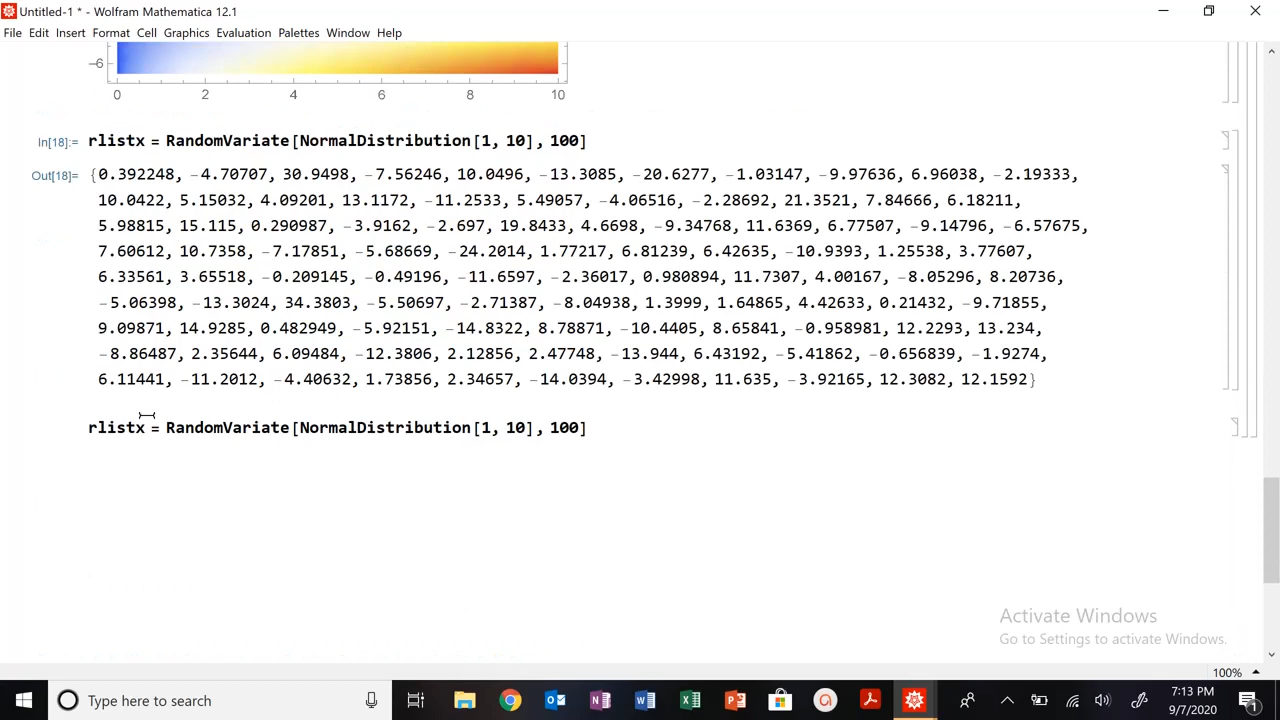 Untitled-1 * - Wolfram Mathematica 12.1
File Edit Insert Format Cell Graphics Evaluation Palettes Window Help
-6
0 2 4 6 8 10
In[18]:= rlistx = RandomVariate[NormalDistribution[1, 10], 100]
Out[18]= {0.392248, -4.70707, 30.9498, -7.56246, 10.0496, -13.3085, -20.6277, -1.03147, -9.97636, 6.96038, -2.19333,
10.0422, 5.15032, 4.09201, 13.1172, -11.2533, 5.49057, -4.06516, -2.28692, 21.3521, 7.84666, 6.18211,
5.98815, 15.115, 0.290987, -3.9162, -2.697, 19.8433, 4.6698, -9.34768, 11.6369, 6.77507, -9.14796, -6.57675,
7.60612, 10.7358, -7.17851, -5.68669, -24.2014, 1.77217, 6.81239, 6.42635, -10.9393, 1.25538, 3.77607,
6.33561, 3.65518, -0.209145, -0.49196, -11.6597, -2.36017, 0.980894, 11.7307, 4.00167, -8.05296, 8.20736,
-5.06398, -13.3024, 34.3803, -5.50697, -2.71387, -8.04938, 1.3999, 1.64865, 4.42633, 0.21432, -9.71855,
9.09871, 14.9285, 0.482949, -5.92151, -14.8322, 8.78871, -10.4405, 8.65841, -0.958981, 12.2293, 13.234,
-8.86487, 2.35644, 6.09484, -12.3806, 2.12856, 2.47748, -13.944, 6.43192, -5.41862, -0.656839, -1.9274,
6.11441, -11.2012, -4.40632, 1.73856, 2.34657, -14.0394, -3.42998, 11.635, -3.92165, 12.3082, 12.1592}
rlistx = RandomVariate[NormalDistribution[1, 10], 100]
Activate Windows
Go to Settings to activate Windows.
100%
Type here to search
7:13 PM
9/7/2020
1